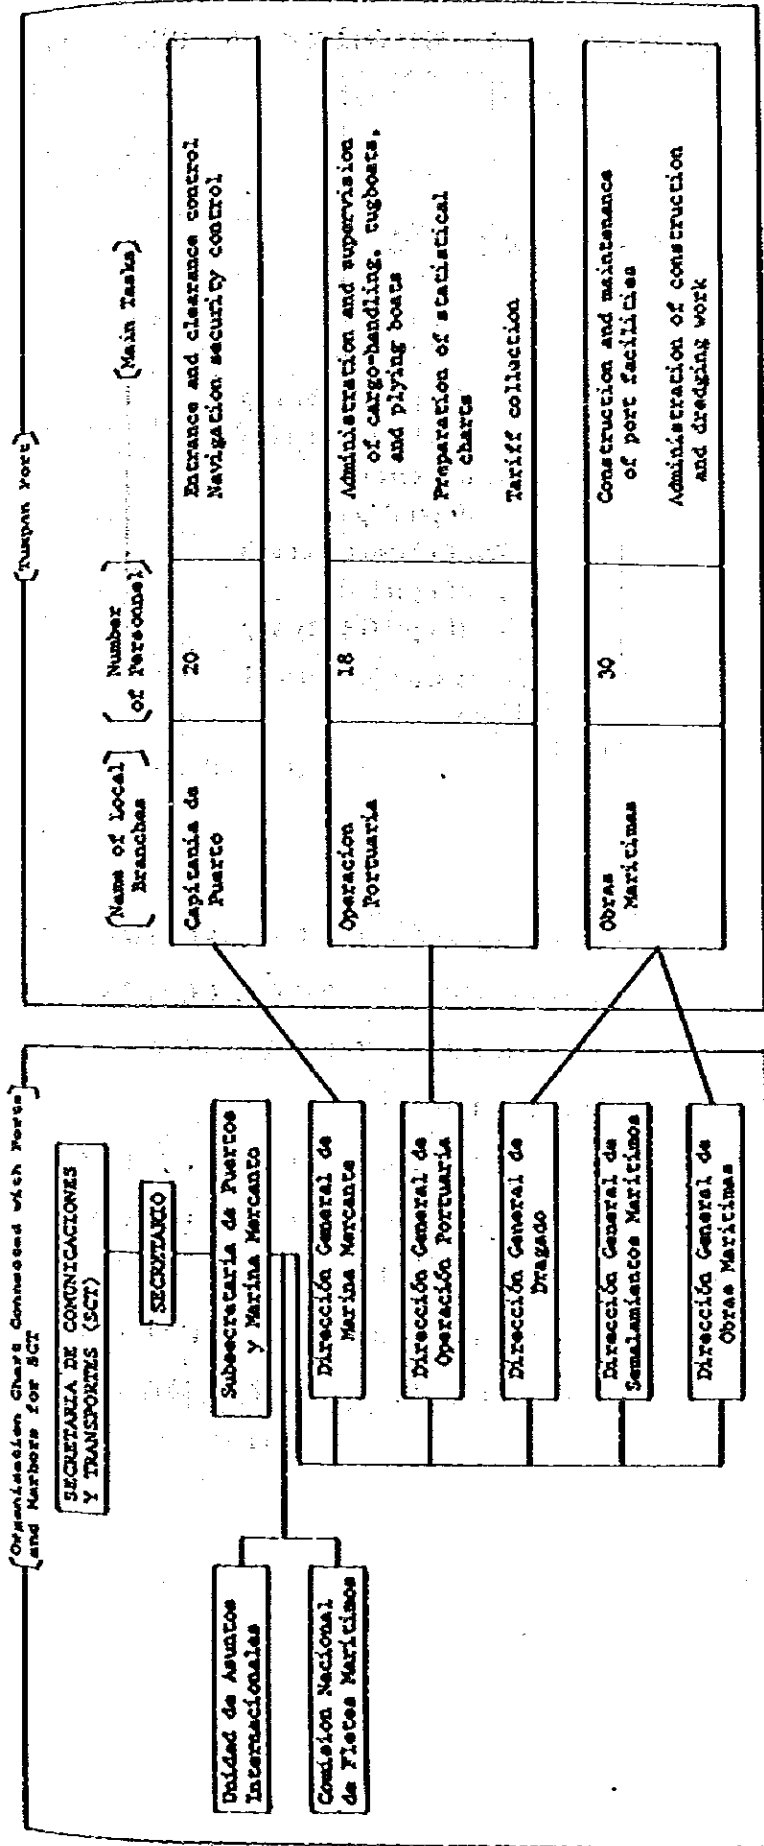 [Organization Chart Connected with Ports]
[and Harbors for SCT]
SECRETARIA DE COMUNICACIONES
Y TRANSPORTES (SCT)
SECRETARIO
Subsecretaria de Puertos
y Marina Mercante
Unidad de Asuntos
Internacionales
Comision Nacional
de Fletes Maritimos
Dirección General de
Marina Mercante
Dirección General de
Operación Portuaria
Dirección General de
Dragado
Dirección General de
Semalamientos Maritimos
Dirección General de
Obras Maritimas
[Tuxpan Port]
[Name of Local
Branches]
[Number
of Personnel]
[Main Tasks]
Capitania de
Puerto
20
Entrance and clearance control
Navigation security control
Operacion
Portuaria
18
Administration and supervision
of cargo-handling, tugboats,
and plying boats
Preparation of statistical
charts
Tariff collection
Obras
Maritimas
30
Construction and maintenance
of port facilities
Administration of construction
and dredging work